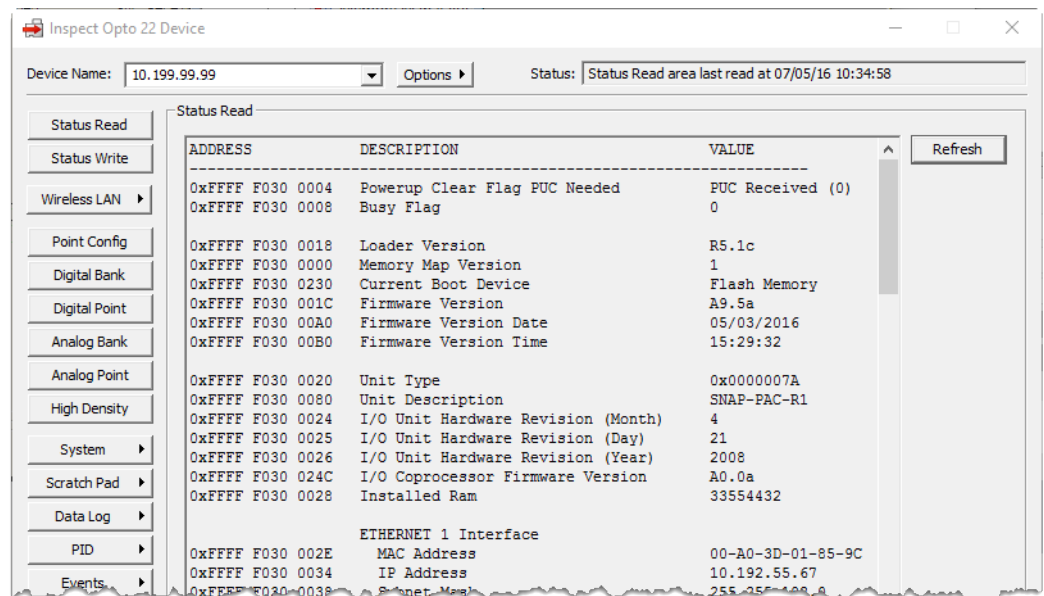 Inspect Opto 22 Device
Device Name: 10.199.99.99 Options Status: Status Read area last read at 07/05/16 10:34:58
Status Read
Status Write
Wireless LAN
Point Config
Digital Bank
Digital Point
Analog Bank
Analog Point
High Density
System
Scratch Pad
Data Log
PID
Events
Status Read
Refresh
ADDRESS DESCRIPTION VALUE
0xFFFF F030 0004 Powerup Clear Flag PUC Needed PUC Received (0)
0xFFFF F030 0008 Busy Flag 0
0xFFFF F030 0018 Loader Version R5.1c
0xFFFF F030 0000 Memory Map Version 1
0xFFFF F030 0230 Current Boot Device Flash Memory
0xFFFF F030 001C Firmware Version A9.5a
0xFFFF F030 00A0 Firmware Version Date 05/03/2016
0xFFFF F030 00B0 Firmware Version Time 15:29:32
0xFFFF F030 0020 Unit Type 0x0000007A
0xFFFF F030 0080 Unit Description SNAP-PAC-R1
0xFFFF F030 0024 I/O Unit Hardware Revision (Month) 4
0xFFFF F030 0025 I/O Unit Hardware Revision (Day) 21
0xFFFF F030 0026 I/O Unit Hardware Revision (Year) 2008
0xFFFF F030 024C I/O Coprocessor Firmware Version A0.0a
0xFFFF F030 0028 Installed Ram 33554432
ETHERNET 1 Interface
0xFFFF F030 002E MAC Address 00-A0-3D-01-85-9C
0xFFFF F030 0034 IP Address 10.192.55.67
0xFFFF F030 0038 Subnet Mask